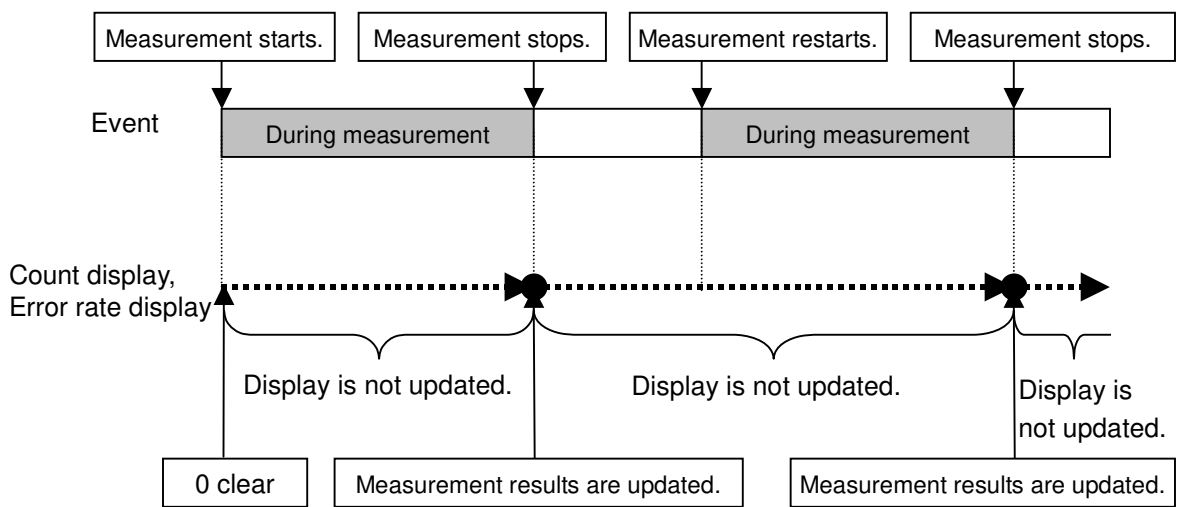 Measurement starts.
Measurement stops.
Measurement restarts.
Measurement stops.
Event
During measurement
During measurement
Count display,
Error rate display
Display is not updated.
Display is not updated.
Display is
not updated.
0 clear
Measurement results are updated.
Measurement results are updated.